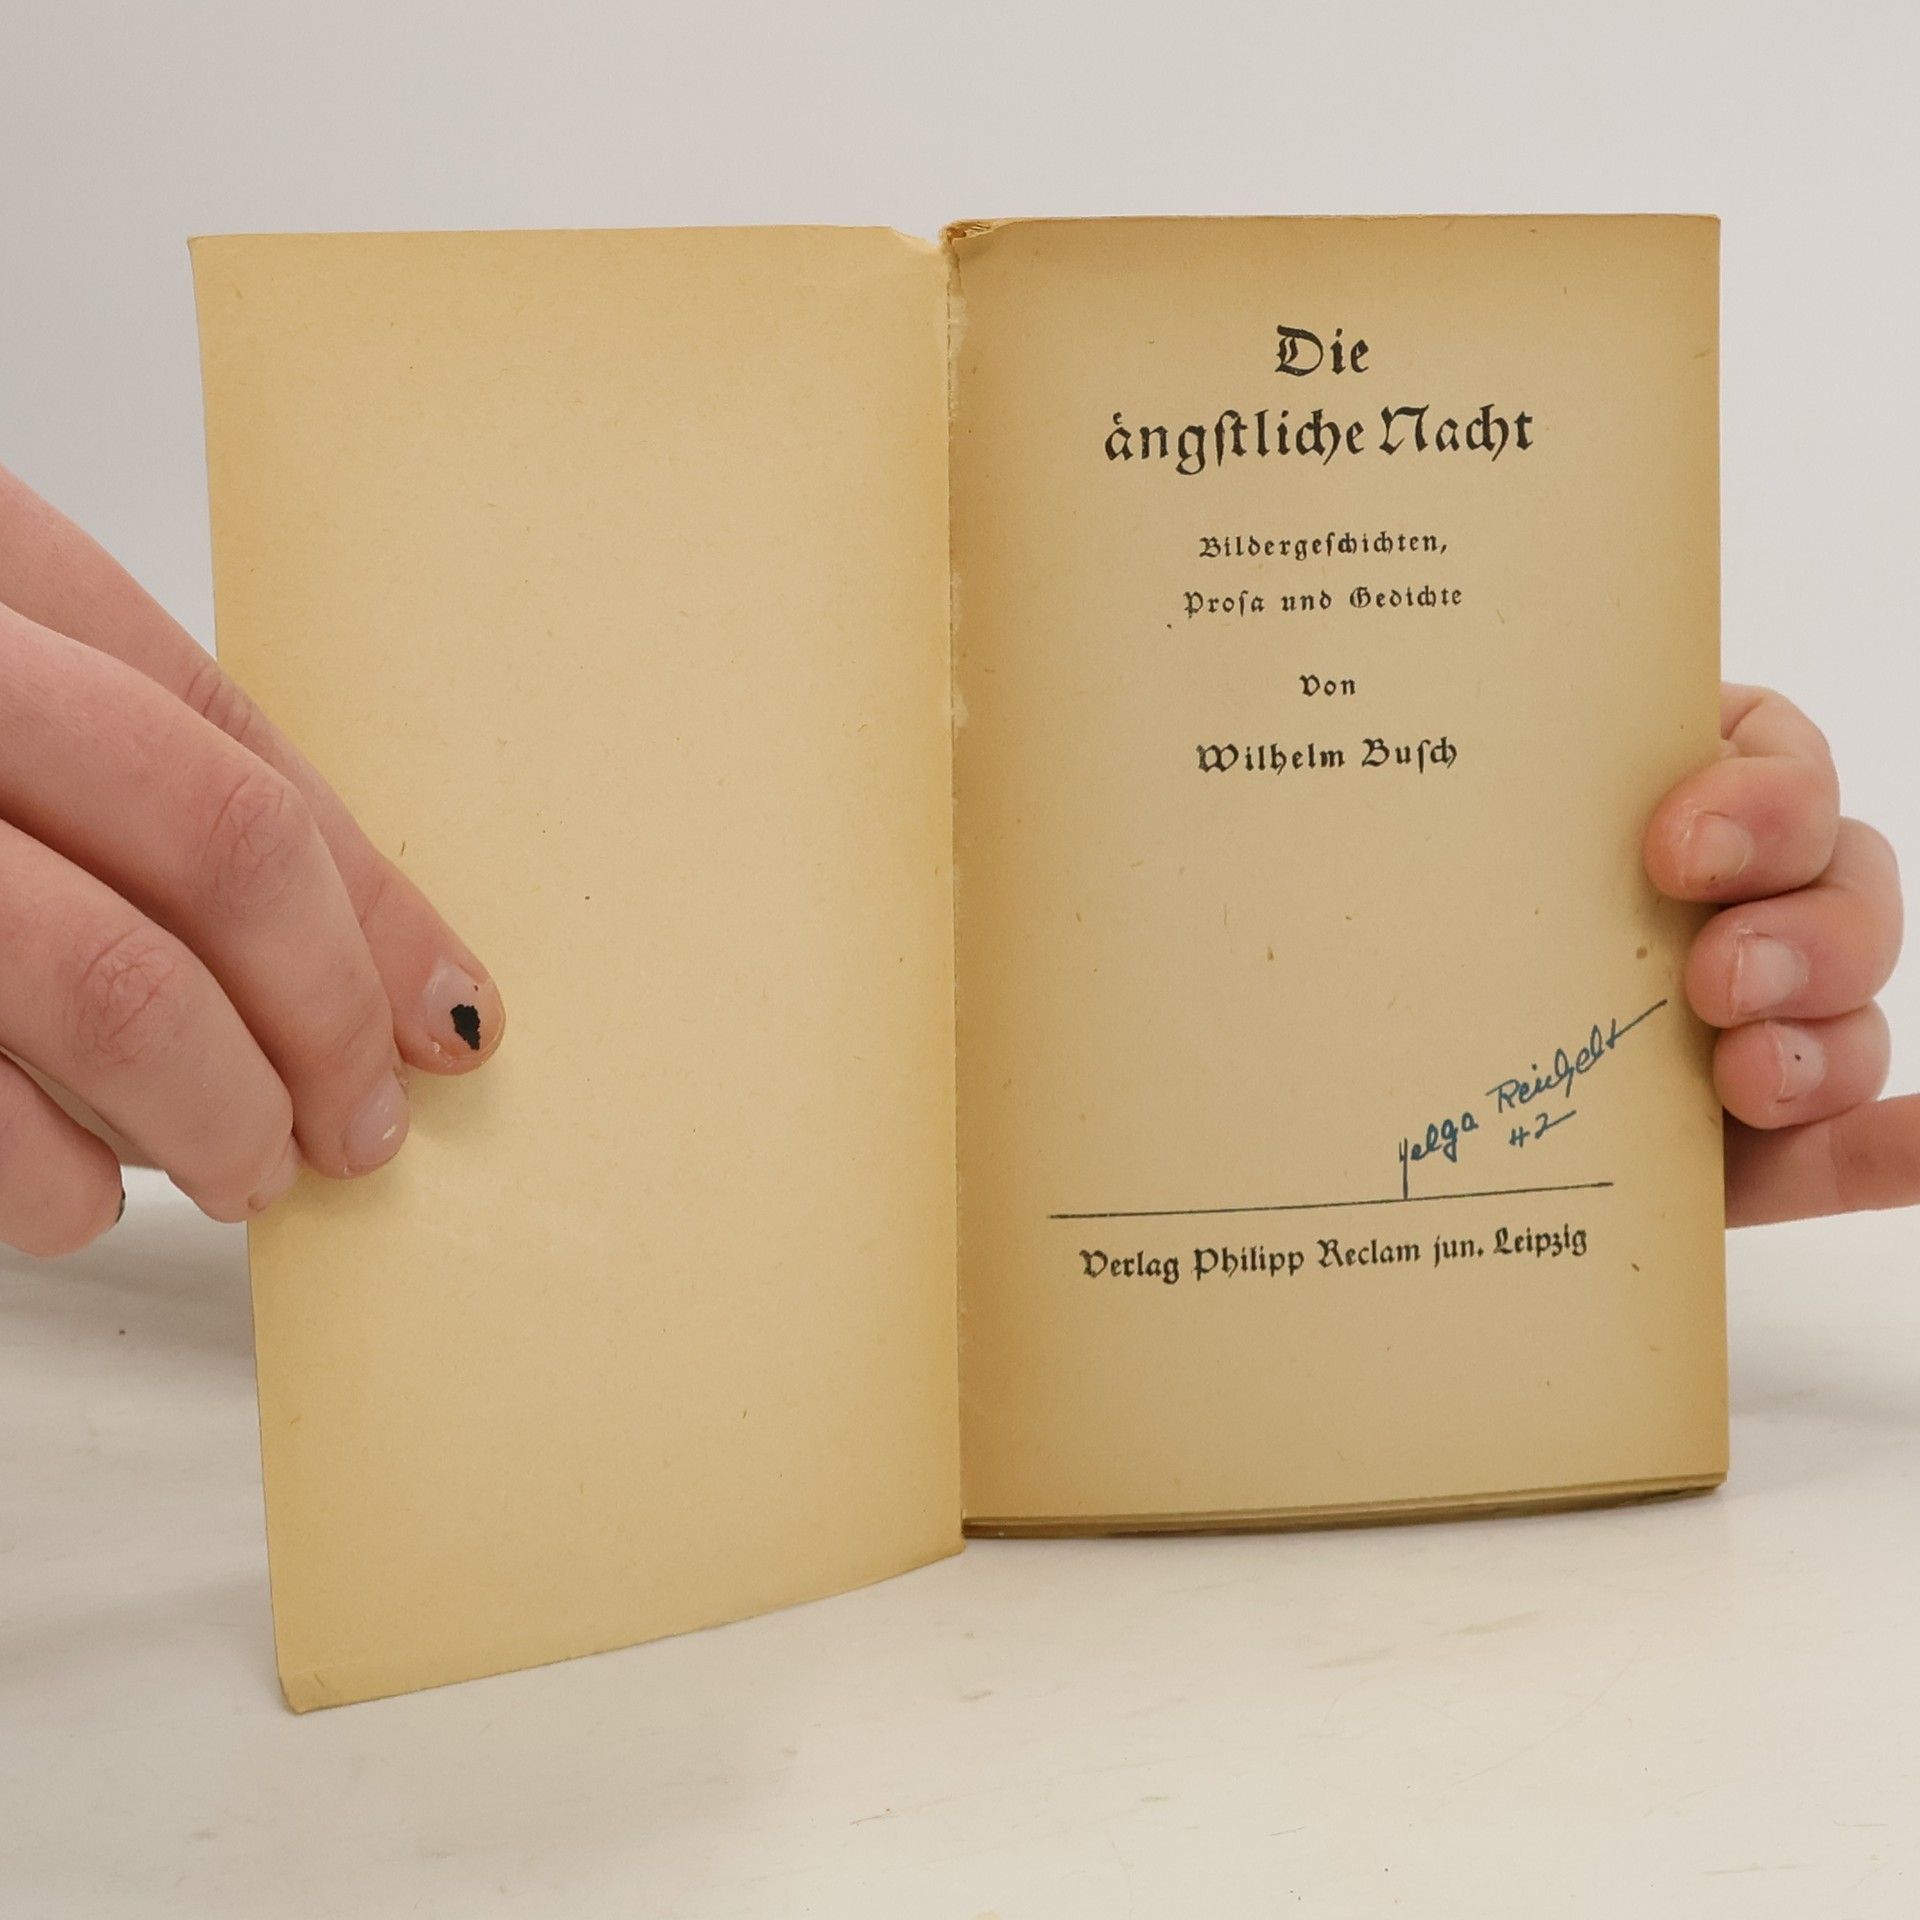 Die
ängſtliche Nacht
Bildergeſchichten,
Proſa und Gedichte
Von
Wilhelm Buſch
Helga Reichelt
42
Verlag Philipp Reclam jun. Leipzig